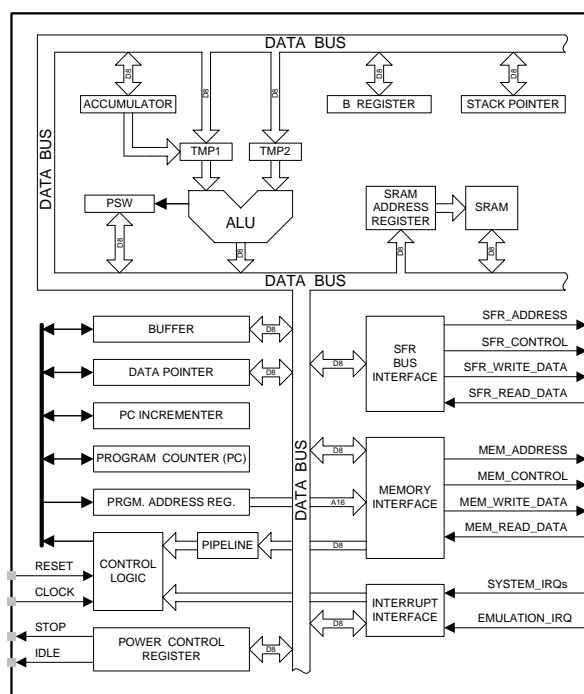 DATA BUS
D8
D8
D8
D8
D8
ACCUMULATOR
B REGISTER
STACK POINTER
DATA BUS
TMP1
TMP2
PSW
ALU
SRAM
ADDRESS
REGISTER
SRAM
D8
D8
D8
D8
DATA BUS
BUFFER
D8
SFR_ADDRESS
DATA POINTER
D8
SFR
BUS
INTERFACE
D8
SFR_CONTROL
SFR_WRITE_DATA
SFR_READ_DATA
PC INCREMENTER
PROGRAM COUNTER (PC)
DATA BUS
D8
MEM_ADDRESS
MEM_CONTROL
PRGM. ADDRESS REG.
A16
MEMORY
INTERFACE
MEM_WRITE_DATA
MEM_READ_DATA
CONTROL
LOGIC
PIPELINE
D8
RESET
CLOCK
SYSTEM_IRQs
INTERRUPT
INTERFACE
D8
EMULATION_IRQ
STOP
IDLE
POWER CONTROL
REGISTER
D8